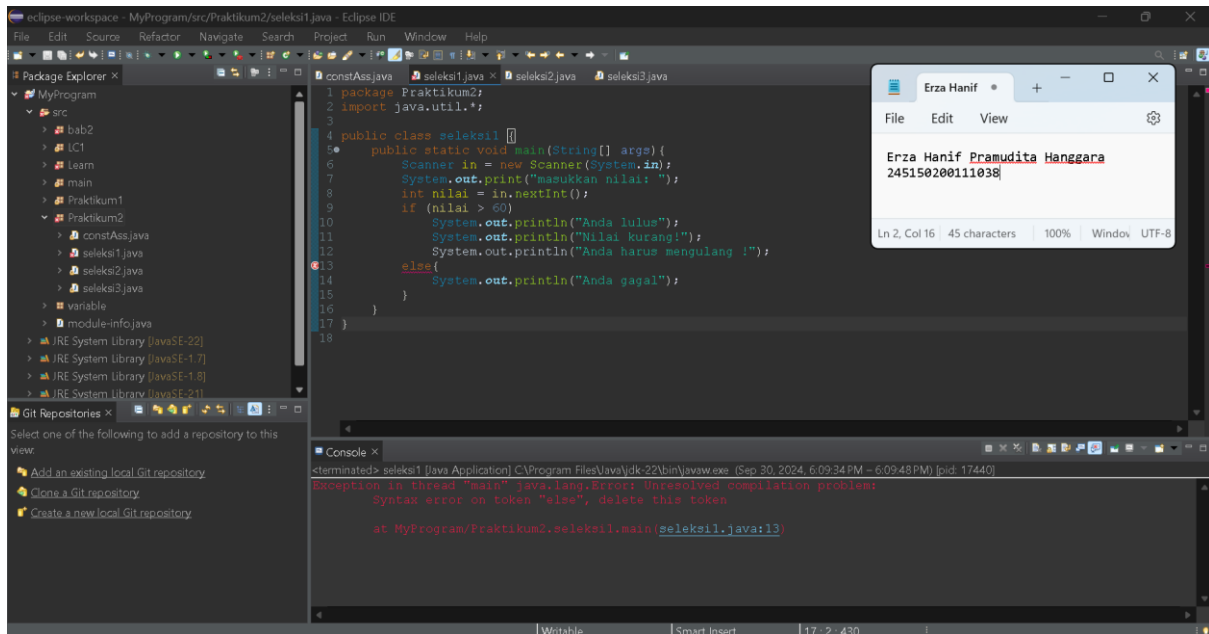 eclipse-workspace - MyProgram/src/Praktikum2/seleksi1.java - Eclipse IDE
File Edit Source Refactor Navigate Search Project Run Window Help
Package Explorer
MyProgram
src
bab2
LC1
Learn
main
Praktikum1
Praktikum2
constAss.java
seleksi1.java
seleksi2.java
seleksi3.java
variable
module-info.java
JRE System Library [JavaSE-22]
JRE System Library [JavaSE-1.7]
JRE System Library [JavaSE-1.8]
JRE System Library [JavaSE-21]
Git Repositories
Select one of the following to add a repository to this
view:
Add an existing local Git repository
Clone a Git repository
Create a new local Git repository
constAss.java seleksi1.java seleksi2.java seleksi3.java
1 package Praktikum2;
2 import java.util.*;
3
4 public class seleksi1 {
5 public static void main(String[] args){
6 Scanner in = new Scanner(System.in);
7 System.out.print("masukkan nilai: ");
8 int nilai = in.nextInt();
9 if (nilai > 60)
10 System.out.println("Anda lulus");
11 System.out.println("Nilai kurang!");
12 System.out.println("Anda harus mengulang !");
13 else{
14 System.out.println("Anda gagal");
15 }
16 }
17 }
18
Erza Hanif
File Edit View
Erza Hanif Pramudita Hanggara
245150200111038
Ln 2, Col 16 45 characters 100% Window UTF-8
Console
<terminated> seleksi1 [Java Application] C:\Program Files\Java\jdk-22\bin\javaw.exe (Sep 30, 2024, 6:09:34 PM – 6:09:48 PM) [pid: 17440]
Exception in thread "main" java.lang.Error: Unresolved compilation problem:
Syntax error on token "else", delete this token
at MyProgram/Praktikum2.seleksi1.main(seleksi1.java:13)
Writable Smart Insert 17 : 2 : 430